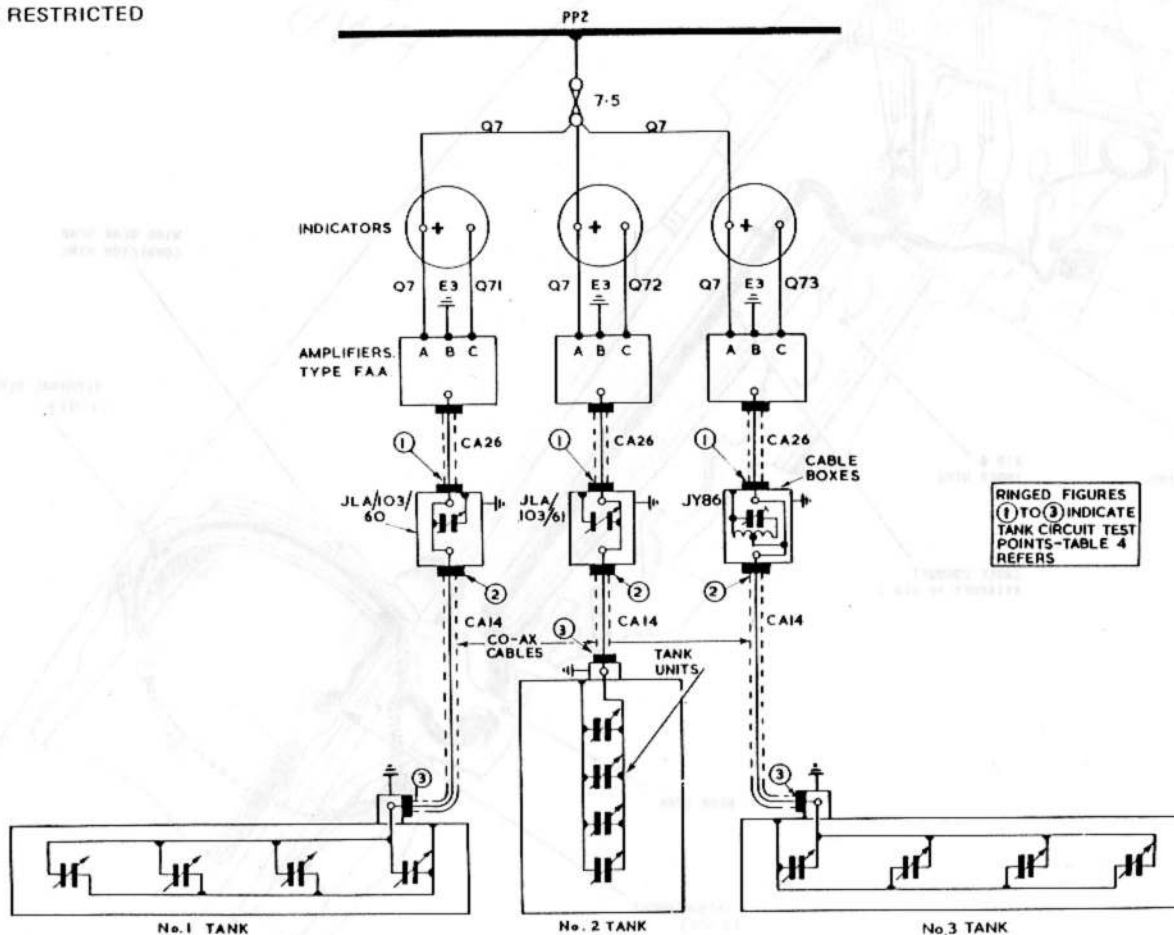 RESTRICTED
PP2
7·5
Q7
Q7
INDICATORS
+
+
+
Q7
E3
Q71
Q7
E3
Q72
Q7
E3
Q73
AMPLIFIERS.
TYPE F.A.A
A B C
A B C
A B C
1
CA26
1
CA26
1
CA26
CABLE
BOXES
JLA/103/
60
JLA/
103/61
JY86
RINGED FIGURES
① TO ③ INDICATE
TANK CIRCUIT TEST
POINTS-TABLE 4
REFERS
2
2
2
CA14
CA14
CA14
CO-AX
CABLES
3
TANK
UNITS
3
3
No.1 TANK
No. 2 TANK
No.3 TANK